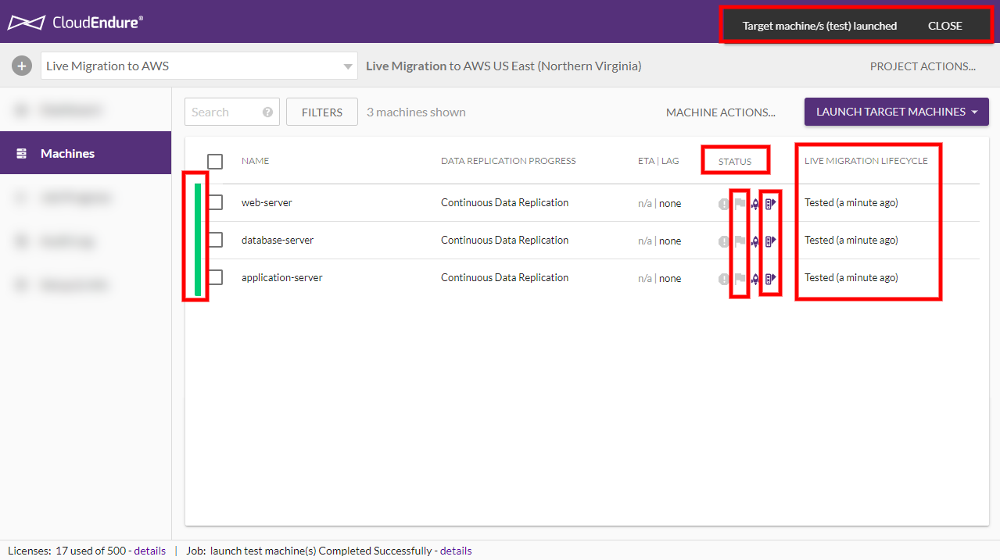 CloudEndure®
Target machine/s (test) launched CLOSE
Live Migration to AWS
Live Migration to AWS US East (Northern Virginia)
PROJECT ACTIONS...
Search
FILTERS
3 machines shown
MACHINE ACTIONS...
LAUNCH TARGET MACHINES
Machines
NAME DATA REPLICATION PROGRESS ETA | LAG STATUS LIVE MIGRATION LIFECYCLE
web-server Continuous Data Replication n/a | none Tested (a minute ago)
database-server Continuous Data Replication n/a | none Tested (a minute ago)
application-server Continuous Data Replication n/a | none Tested (a minute ago)
Licenses: 17 used of 500 - details | Job: launch test machine(s) Completed Successfully - details